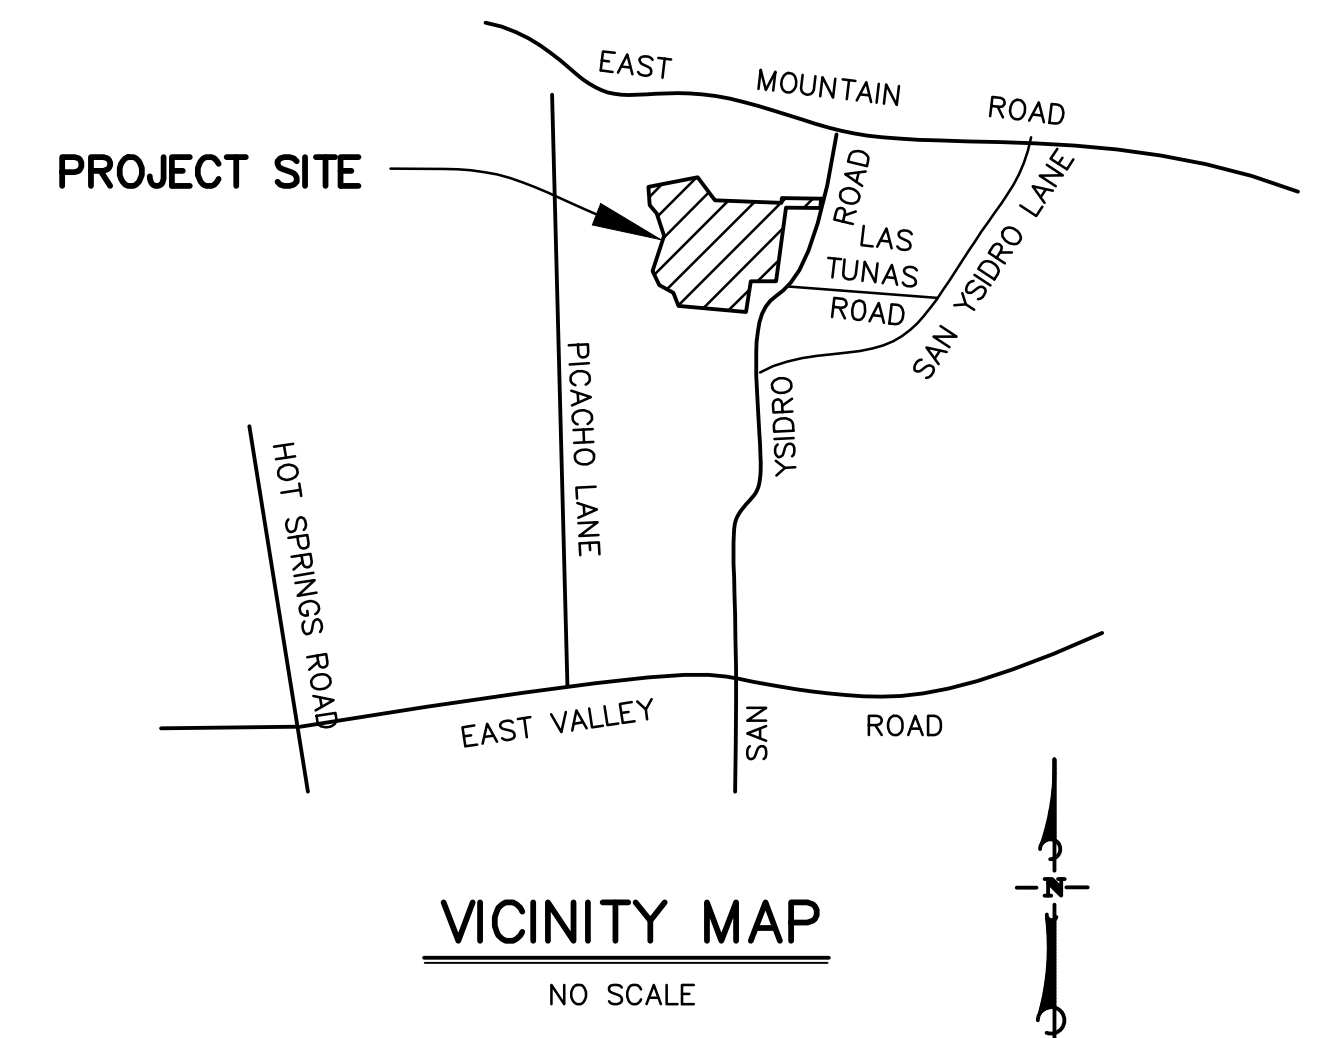 EAST MOUNTAIN ROAD
PROJECT SITE
ROAD
LAS
TUNAS
ROAD
SAN YSIDRO LANE
PICACHO LANE
YSIDRO
HOT SPRINGS ROAD
EAST VALLEY
SAN
ROAD
N
VICINITY MAP
NO SCALE